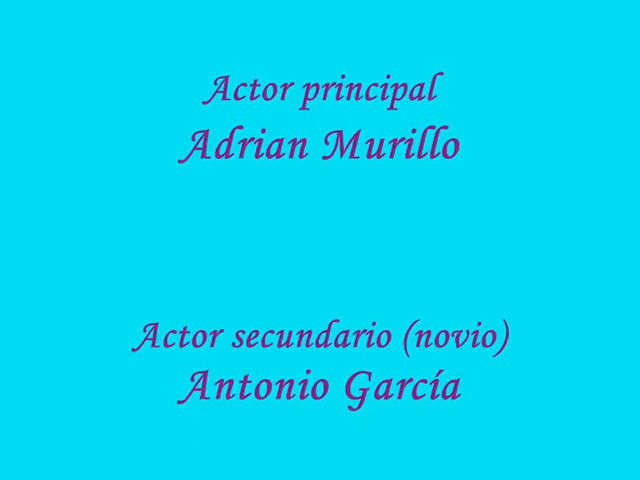 Actor principal
Adrian Murillo
Actor secundario (novio)
Antonio García